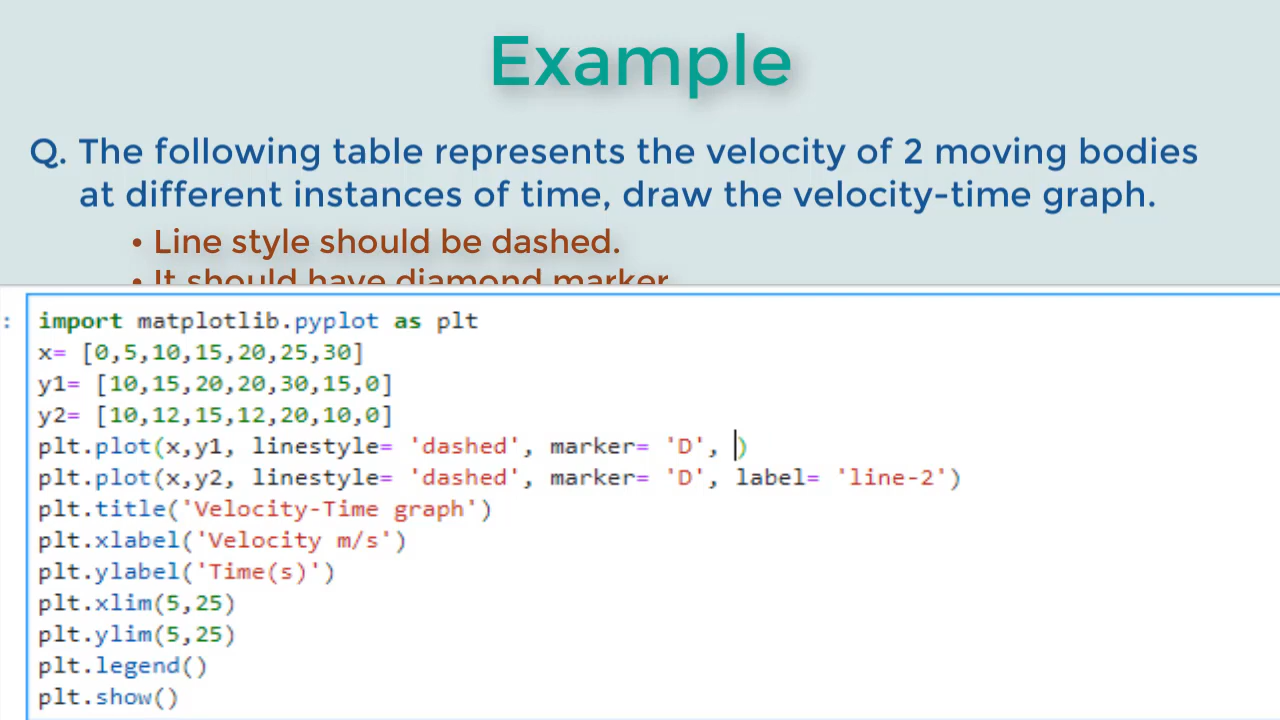 Example
Q. The following table represents the velocity of 2 moving bodies
at different instances of time, draw the velocity-time graph.
• Line style should be dashed.
• It should have diamond marker
:
import matplotlib.pyplot as plt
x= [0,5,10,15,20,25,30]
y1= [10,15,20,20,30,15,0]
y2= [10,12,15,12,20,10,0]
plt.plot(x,y1, linestyle= 'dashed', marker= 'D', )
plt.plot(x,y2, linestyle= 'dashed', marker= 'D', label= 'line-2')
plt.title('Velocity-Time graph')
plt.xlabel('Velocity m/s')
plt.ylabel('Time(s)')
plt.xlim(5,25)
plt.ylim(5,25)
plt.legend()
plt.show()